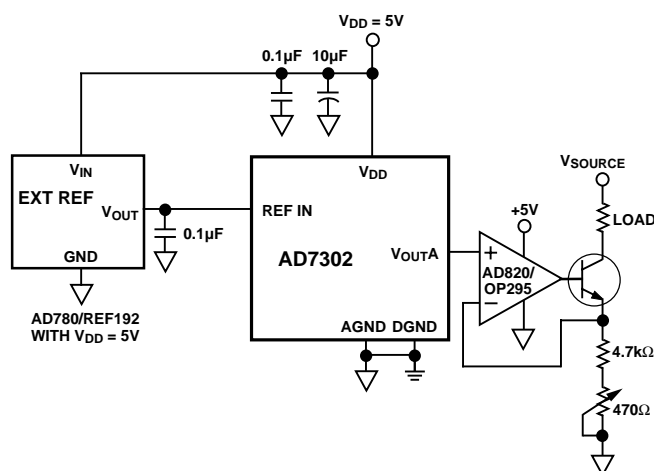 V_DD = 5V
0.1µF
10µF
V_IN
EXT REF
V_OUT
GND
AD780/REF192
WITH V_DD = 5V
0.1µF
V_DD
REF IN
AD7302
V_OUTA
AGND
DGND
+5V
+
AD820/
OP295
−
V_SOURCE
LOAD
4.7kΩ
470Ω